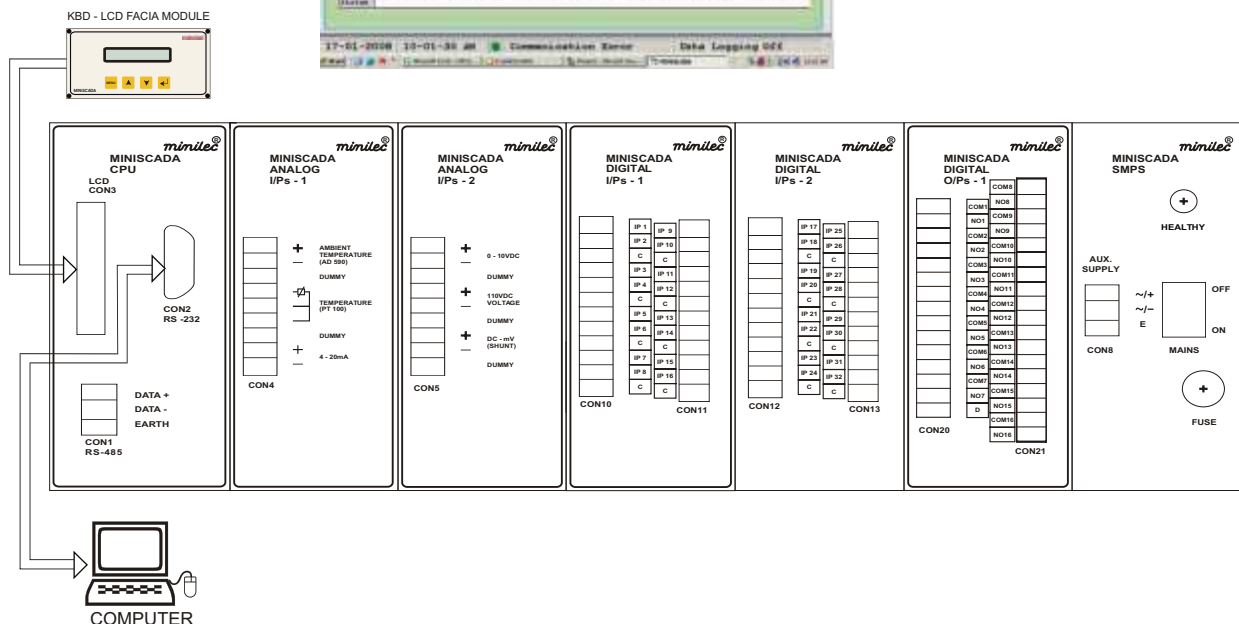 KBD - LCD FACIA MODULE
17-01-2008 10-01-30 AM Communication Error Data Logging Off
MENU
MINISCADA
minilec®
MINISCADA
CPU
LCD
CON3
CON2
RS -232
DATA +
DATA -
EARTH
CON1
RS-485
minilec®
MINISCADA
ANALOG
I/Ps - 1
+
–
AMBIENT
TEMPERATURE
(AD 590)
DUMMY
TEMPERATURE
(PT 100)
DUMMY
+
–
4 - 20mA
CON4
minilec®
MINISCADA
ANALOG
I/Ps - 2
+
–
0 - 10VDC
DUMMY
+
–
110VDC
VOLTAGE
DUMMY
+
–
DC - mV
(SHUNT)
DUMMY
CON5
minilec®
MINISCADA
DIGITAL
I/Ps - 1
IP 1
IP 2
C
IP 3
IP 4
C
IP 5
IP 6
C
IP 7
IP 8
C
IP 9
IP 10
C
IP 11
IP 12
C
IP 13
IP 14
C
IP 15
IP 16
C
CON10
CON11
minilec®
MINISCADA
DIGITAL
I/Ps - 2
IP 17
IP 18
C
IP 19
IP 20
C
IP 21
IP 22
C
IP 23
IP 24
C
IP 25
IP 26
C
IP 27
IP 28
C
IP 29
IP 30
C
IP 31
IP 32
C
CON12
CON13
minilec®
MINISCADA
DIGITAL
O/Ps - 1
COM1
NO1
COM2
NO2
COM3
NO3
COM4
NO4
COM5
NO5
COM6
NO6
COM7
NO7
D
COM8
NO8
COM9
NO9
COM10
NO10
COM11
NO11
COM12
NO12
COM13
NO13
COM14
NO14
COM15
NO15
COM16
NO16
CON20
CON21
minilec®
MINISCADA
SMPS
HEALTHY
AUX.
SUPPLY
~/+
~/–
E
CON8
OFF
ON
MAINS
FUSE
COMPUTER